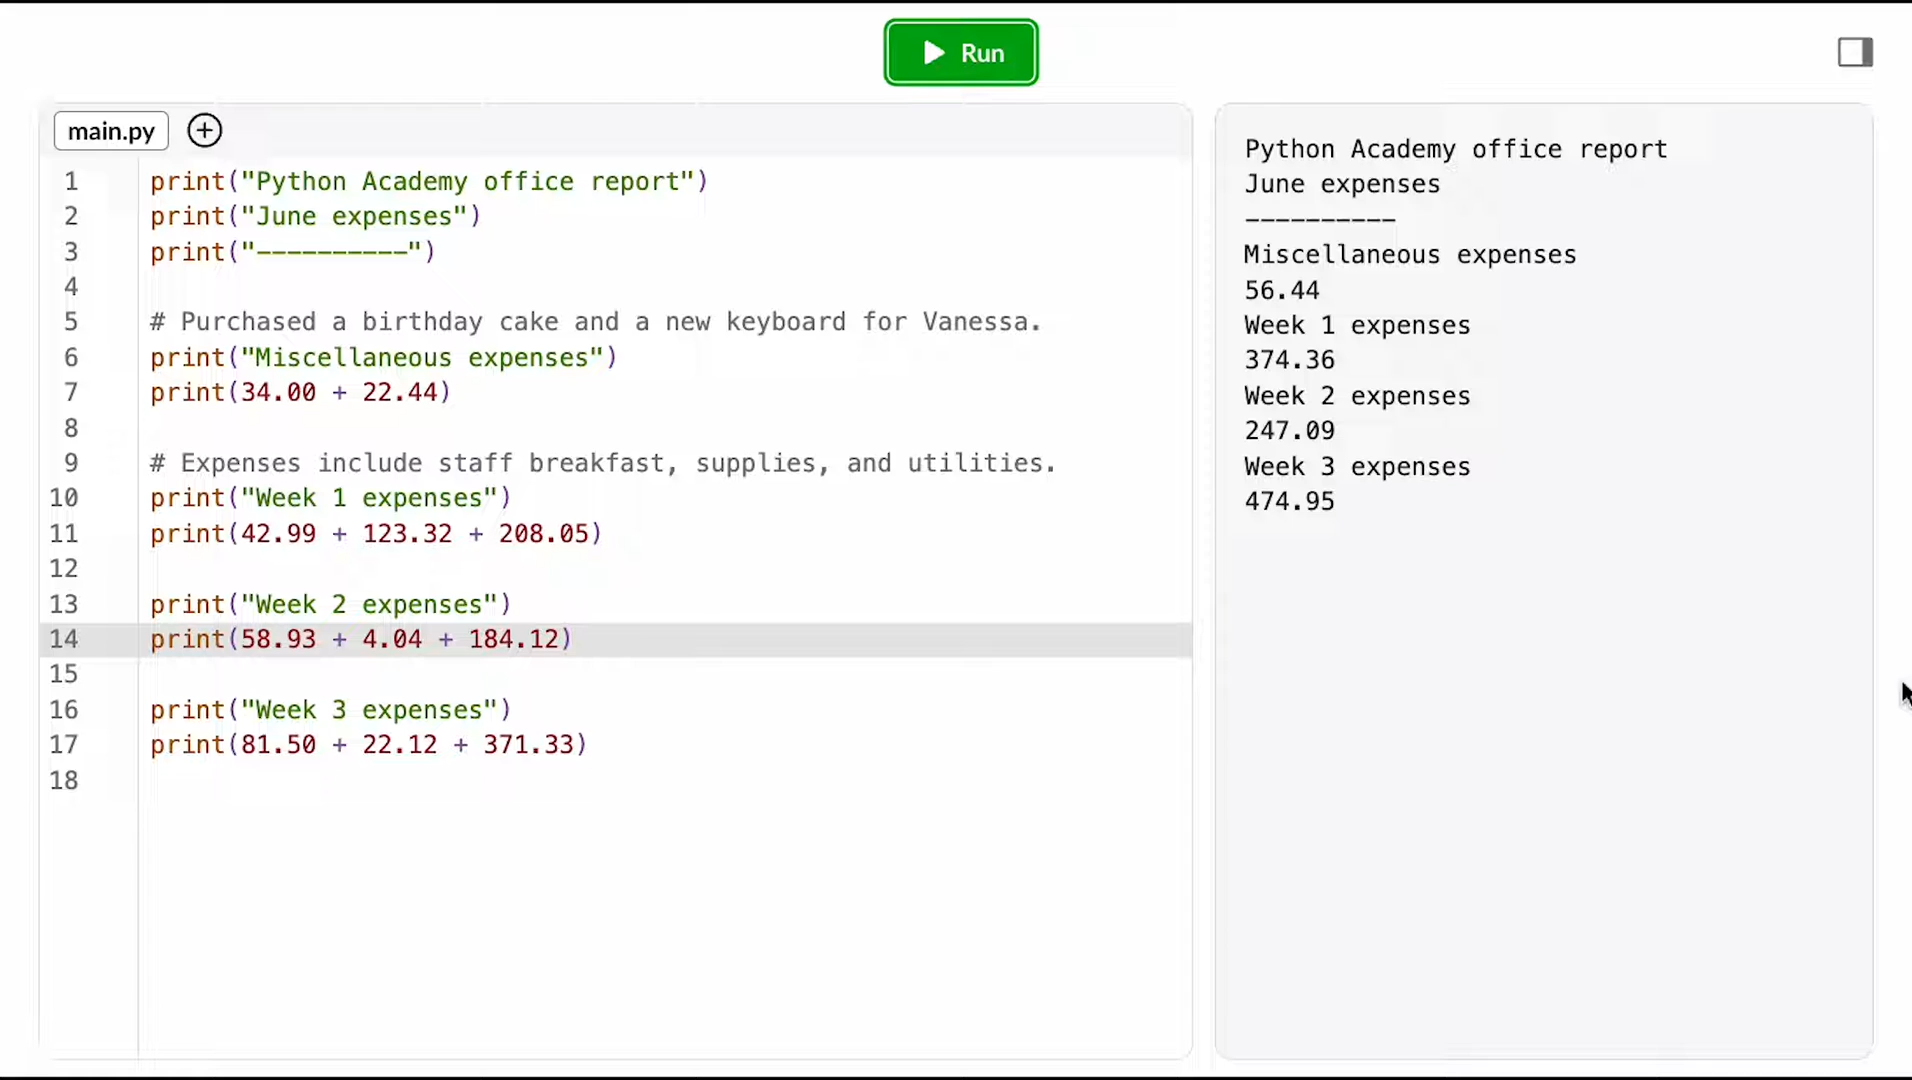 Run
main.py
1 print("Python Academy office report")
2 print("June expenses")
3 print("----------")
4
5 # Purchased a birthday cake and a new keyboard for Vanessa.
6 print("Miscellaneous expenses")
7 print(34.00 + 22.44)
8
9 # Expenses include staff breakfast, supplies, and utilities.
10 print("Week 1 expenses")
11 print(42.99 + 123.32 + 208.05)
12
13 print("Week 2 expenses")
14 print(58.93 + 4.04 + 184.12)
15
16 print("Week 3 expenses")
17 print(81.50 + 22.12 + 371.33)
18
Python Academy office report
June expenses
----------
Miscellaneous expenses
56.44
Week 1 expenses
374.36
Week 2 expenses
247.09
Week 3 expenses
474.95